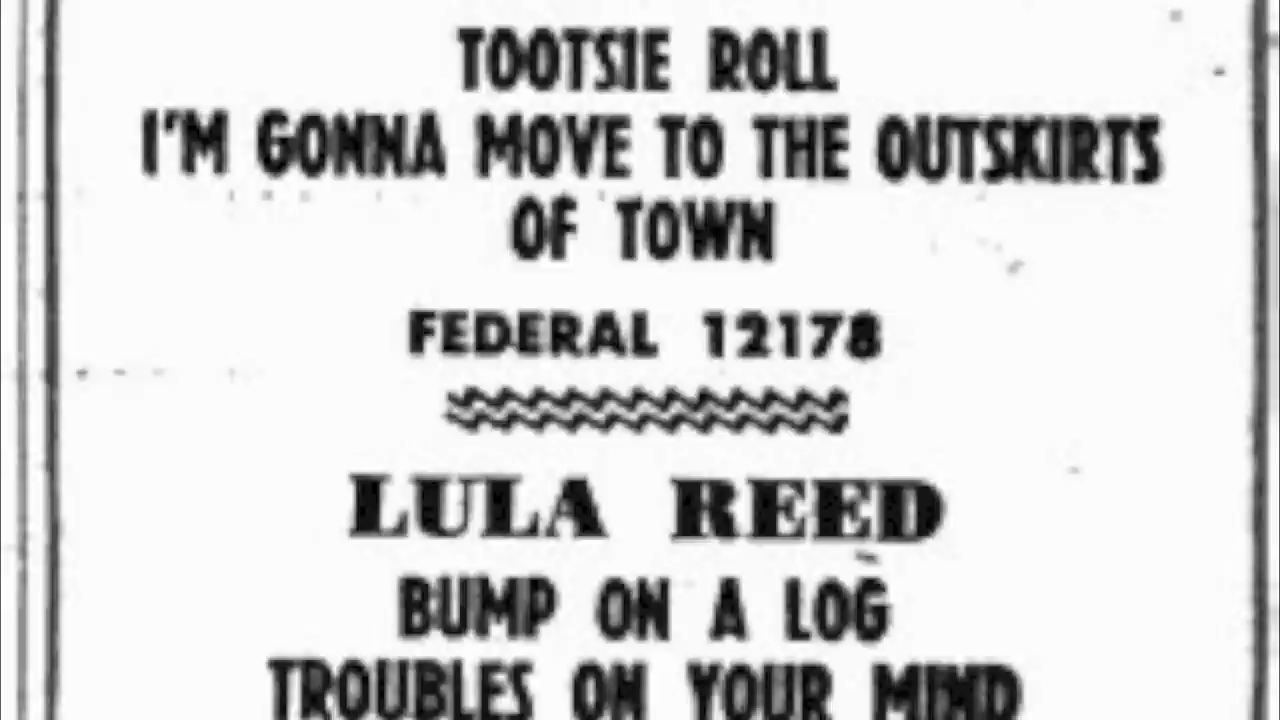 TOOTSIE ROLL
I'M GONNA MOVE TO THE OUTSKIRTS
OF TOWN
FEDERAL 12178
LULA REED
BUMP ON A LOG
TROUBLES ON YOUR MIND